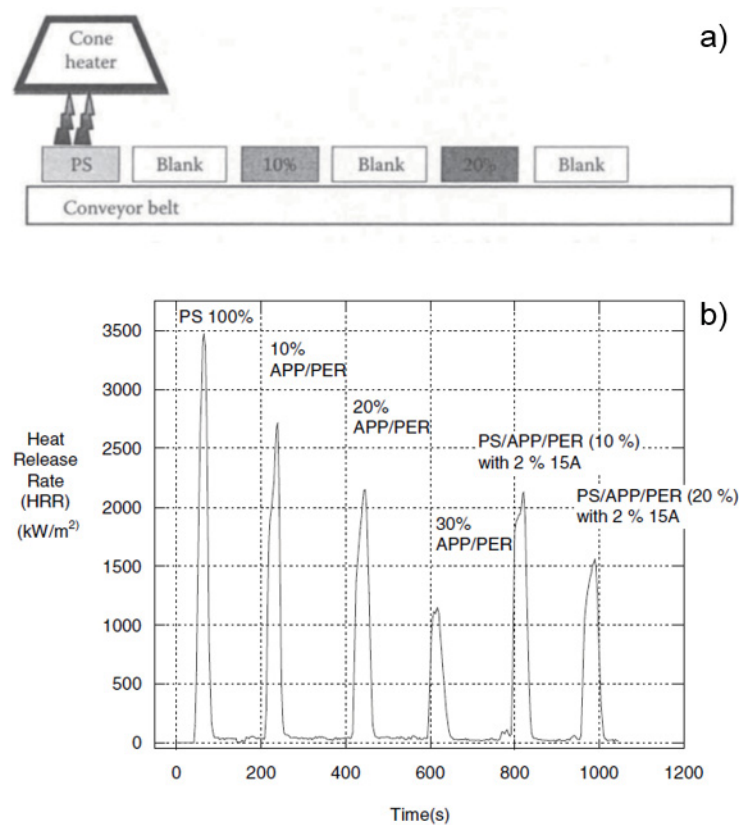 a)
Cone
heater
PS
Blank
10%
Blank
20%
Blank
Conveyor belt
b)
PS 100%
10%
APP/PER
20%
APP/PER
30%
APP/PER
PS/APP/PER (10 %)
with 2 % 15A
PS/APP/PER (20 %)
with 2 % 15A
Heat
Release
Rate
(HRR)
(kW/m²)
3500
3000
2500
2000
1500
1000
500
0
0
200
400
600
800
1000
1200
Time(s)